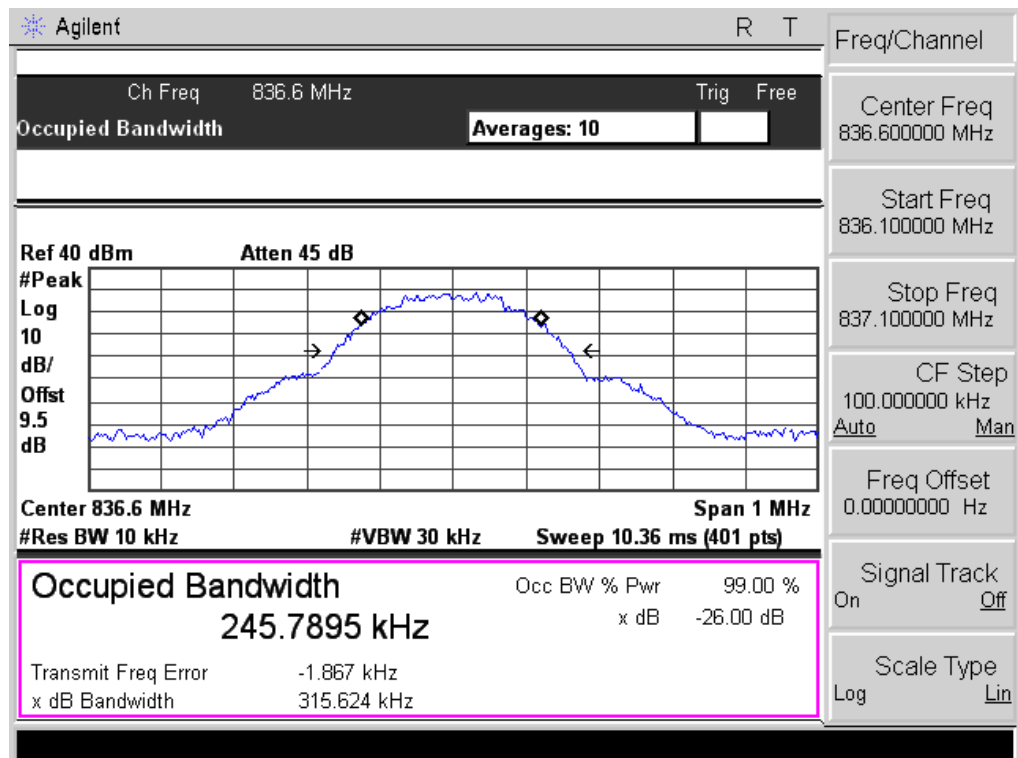 Agilent R T
Freq/Channel
Ch Freq 836.6 MHz Trig Free
Occupied Bandwidth Averages: 10
Center Freq
836.600000 MHz
Start Freq
836.100000 MHz
Stop Freq
837.100000 MHz
CF Step
100.000000 kHz
Auto Man
Freq Offset
0.00000000 Hz
Signal Track
On Off
Scale Type
Log Lin
Ref 40 dBm Atten 45 dB
#Peak
Log
10
dB/
Offst
9.5
dB
Center 836.6 MHz Span 1 MHz
#Res BW 10 kHz #VBW 30 kHz Sweep 10.36 ms (401 pts)
Occupied Bandwidth Occ BW % Pwr 99.00 %
245.7895 kHz x dB -26.00 dB
Transmit Freq Error -1.867 kHz
x dB Bandwidth 315.624 kHz